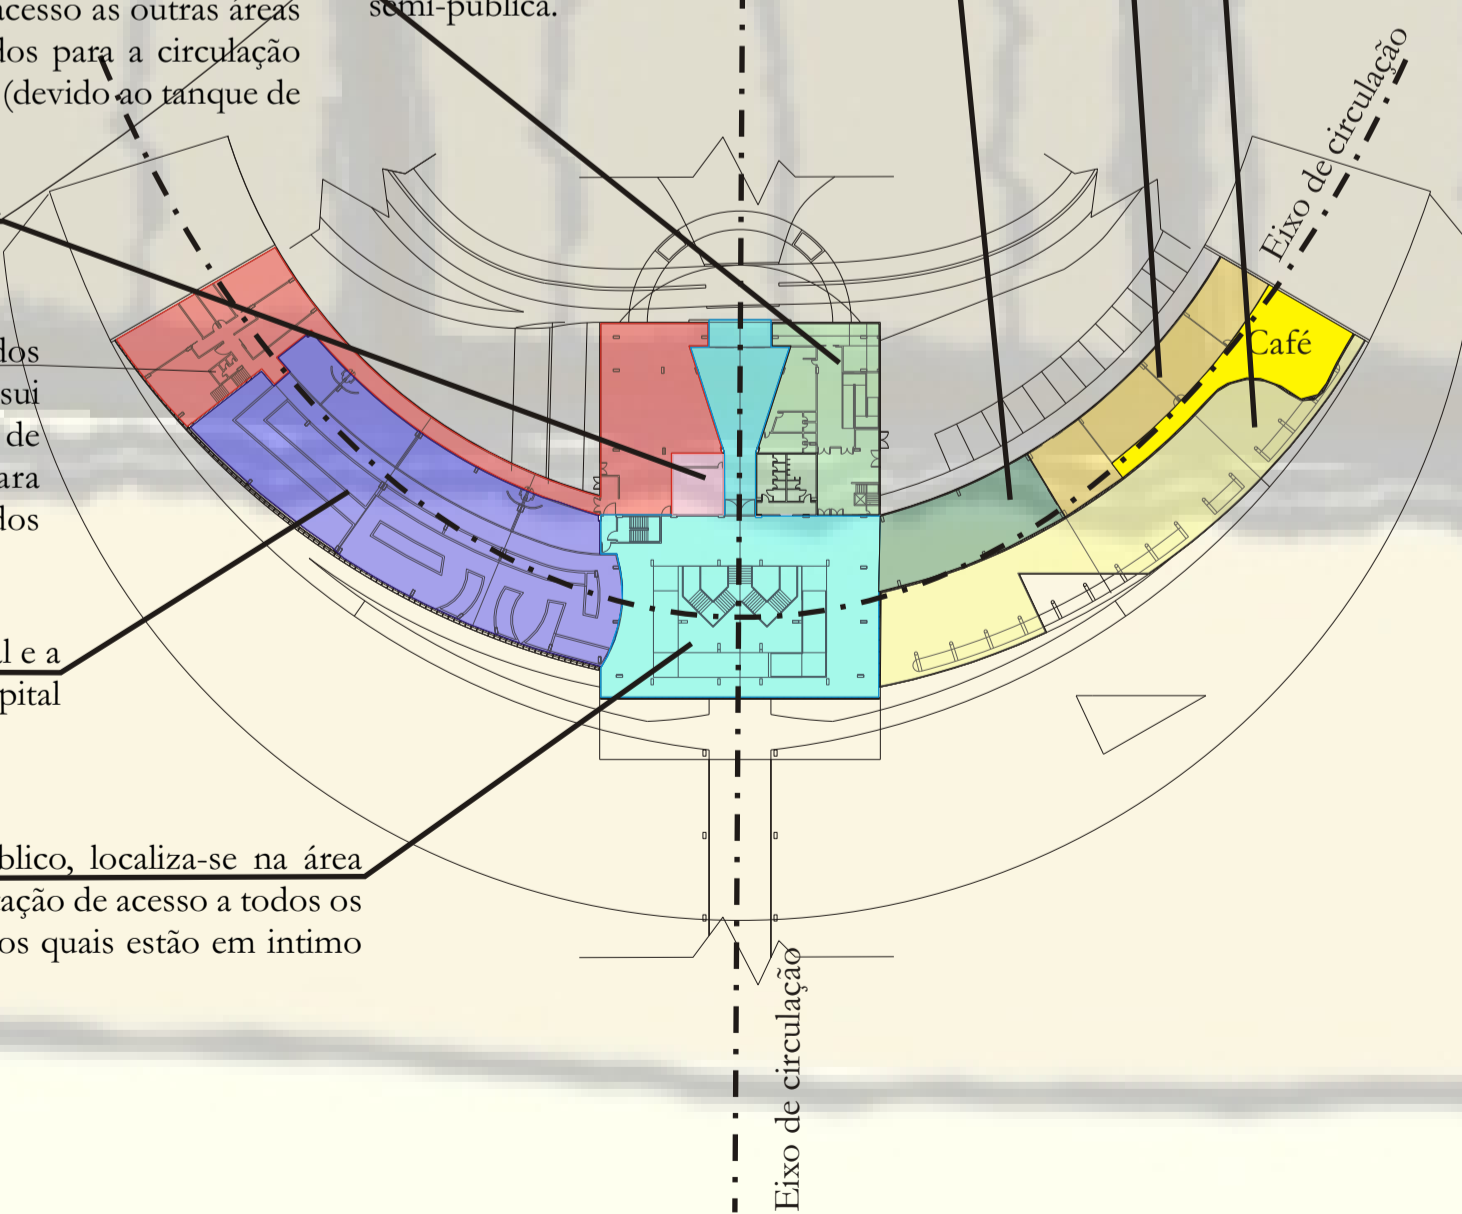 acesso as outras áreas
dos para a circulação
(devido ao tanque de
semi-pública.
Eixo de circulação
dos
sui
de
ara
dos
Café
l e a
pital
blico, localiza-se na área
tação de acesso a todos os
os quais estão em intimo
Eixo de circulação